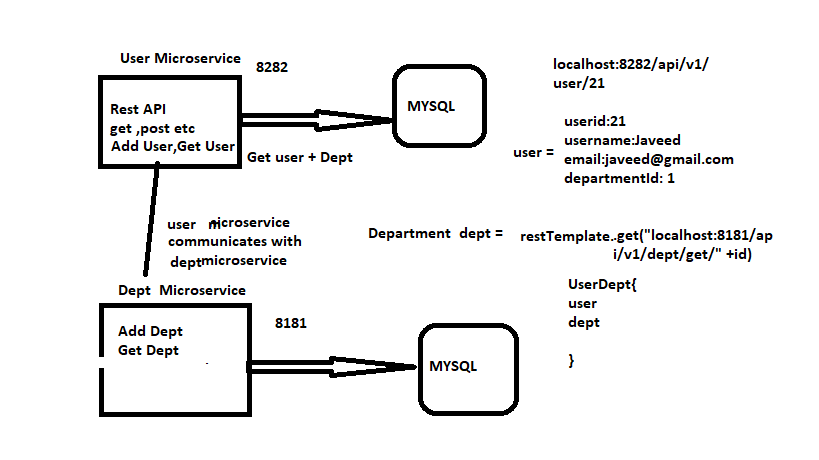 User Microservice
8282
Rest API
get ,post etc
Add User,Get User
MYSQL
Get user + Dept
localhost:8282/api/v1/
user/21
userid:21
username:Javeed
user =
email:javeed@gmail.com
departmentId: 1
user microservice
communicates with
deptmicroservice
Department dept =
restTemplate..get("localhost:8181/ap
i/v1/dept/get/" +id)
UserDept{
user
dept
}
Dept Microservice
8181
Add Dept
Get Dept
MYSQL